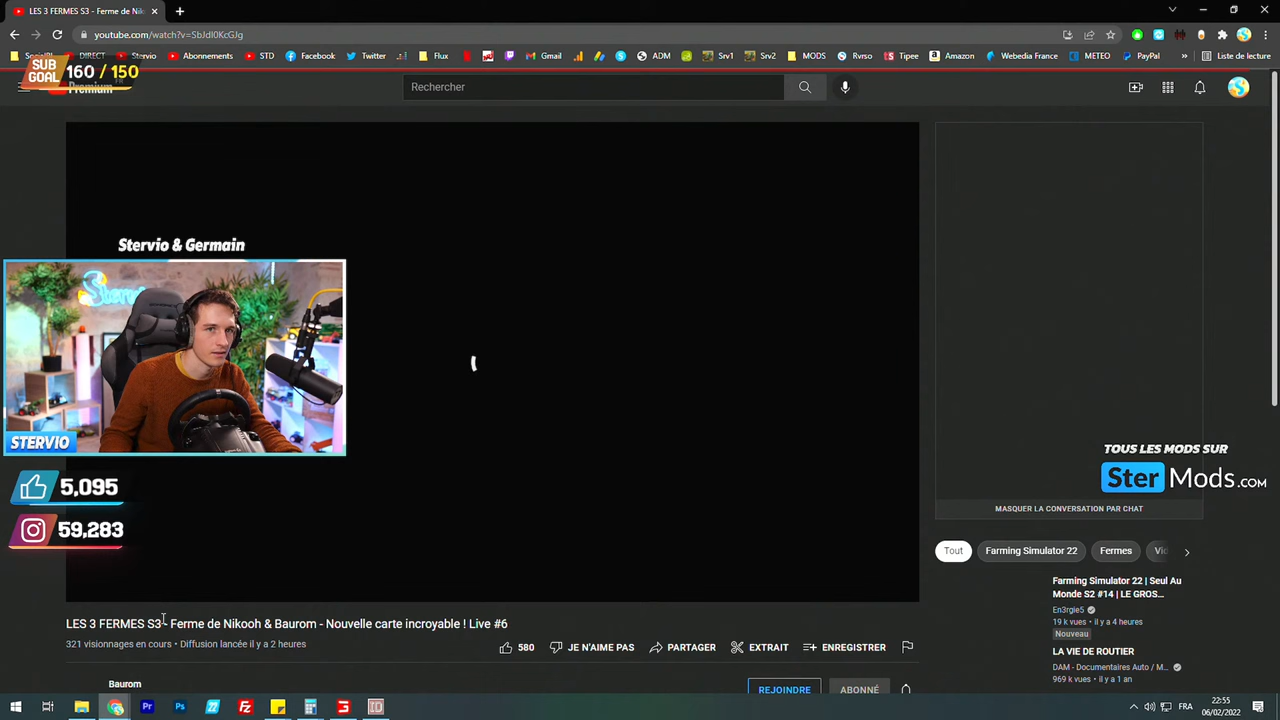 LES 3 FERMES S3 - Ferme de Nik
youtube.com/watch?v=SbJdI0KcGJg
DIRECT
Stervio
Abonnements
STD
Facebook
Twitter
Flux
Gmail
ADM
Srv1
Srv2
MODS
Rvrso
Tipee
Amazon
Webedia France
METEO
PayPal
»
Liste de lecture
SUB GOAL
160 / 150
Premium
Rechercher
Stervio & Germain
Stervio
STERVIO
5,095
59,283
TOUS LES MODS SUR
SterMods.com
MASQUER LA CONVERSATION PAR CHAT
Tout
Farming Simulator 22
Fermes
Vid
Farming Simulator 22 | Seul Au
Monde S2 #14 | LE GROS...
En3rgie5
19 k vues • il y a 4 heures
Nouveau
LA VIE DE ROUTIER
DAM - Documentaires Auto / M...
969 k vues • il y a 1 an
LES 3 FERMES S3 - Ferme de Nikooh & Baurom - Nouvelle carte incroyable ! Live #6
321 visionnages en cours • Diffusion lancée il y a 2 heures
580
JE N'AIME PAS
PARTAGER
EXTRAIT
ENREGISTRER
Baurom
REJOINDRE
ABONNÉ
Pr
Ps
ID
FRA
22:55
06/02/2022